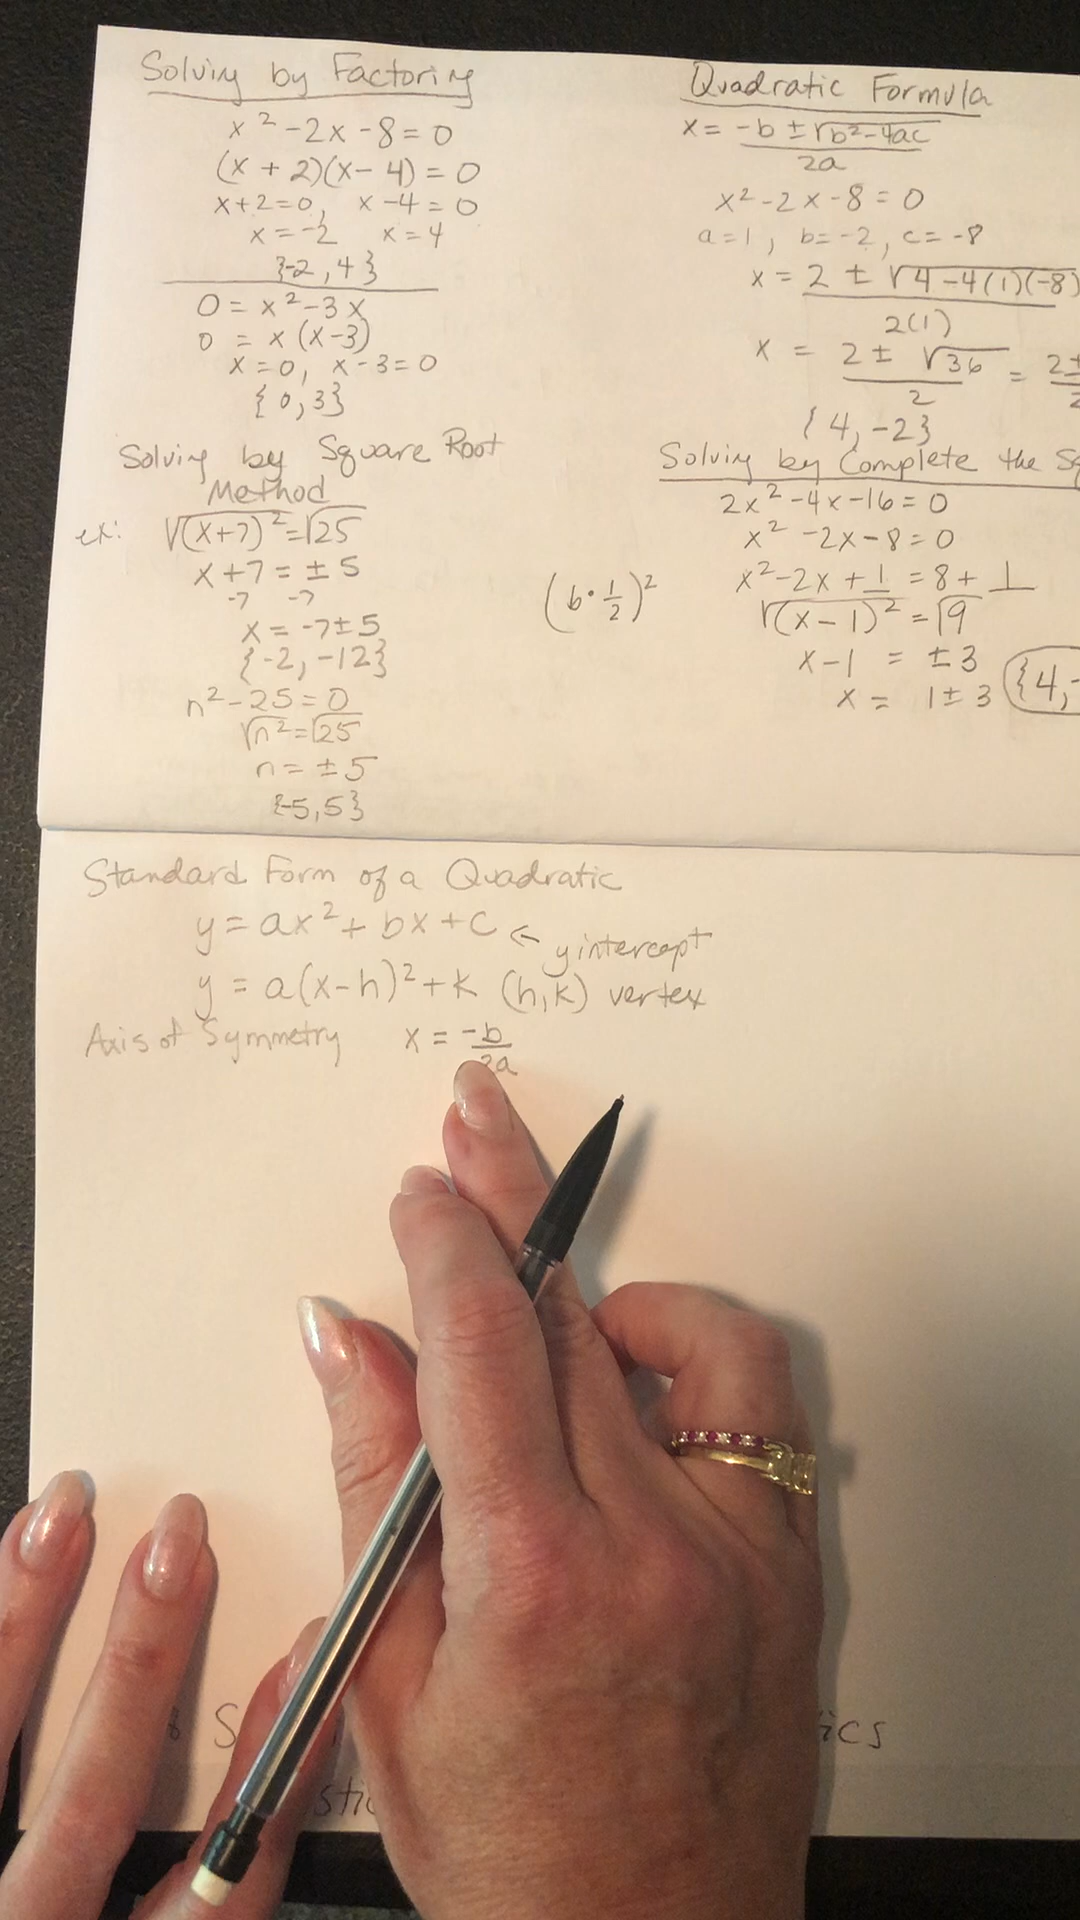 Solving by Factoring
x² -2x -8 = 0
(x + 2)(x - 4) = 0
x+2=0, x-4=0
x=-2 x=4
{-2, 4}
0 = x² -3x
0 = x(x-3)
x=0, x-3=0
{0, 3}
Solving by Square Root
Method
ex: √(x+7)² = √25
x+7 = ±5
-7 -7
x = -7±5
{-2, -12}
n² -25 = 0
√n² = √25
n = ±5
{-5, 5}
Quadratic Formula
x = -b ± √b²-4ac
2a
x² -2x -8 = 0
a=1, b=-2, c=-8
x = 2 ± √4-4(1)(-8)
2(1)
x = 2 ± √36 = 2±
2 2
{4, -2}
Solving by Complete the
2x² -4x -16 = 0
x² -2x -8 = 0
(b·½)² x² -2x + 1 = 8 + 1
√(x-1)² = √9
x-1 = ±3
x = 1±3 {4,
Standard Form of a Quadratic
y = ax² + bx + c ← y intercept
y = a(x-h)² + k (h,k) vertex
Axis of Symmetry x = -b
2a